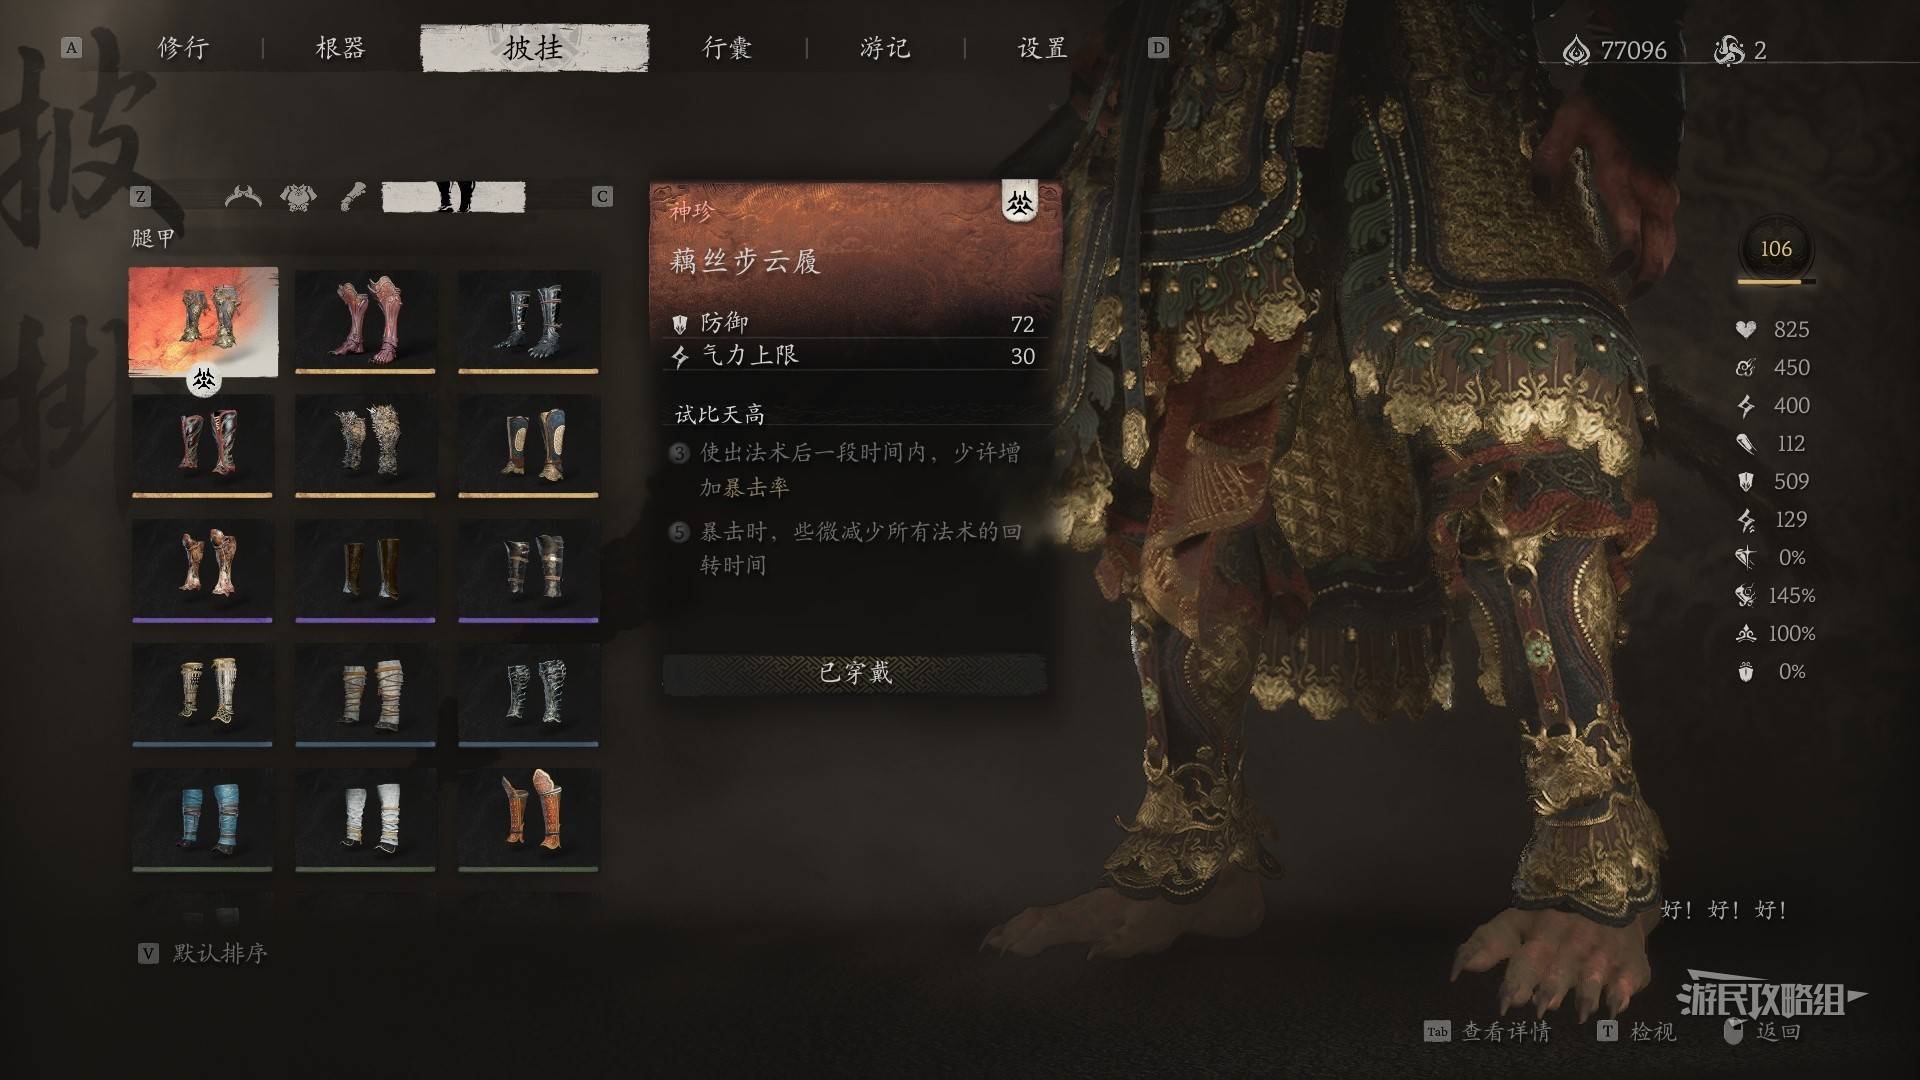 A 修行 根器 披挂 行囊 游记 设置 D 77096 2
披挂
Z C
腿甲
神珍
藕丝步云履
防御 72
气力上限 30
试比天高
3 使出法术后一段时间内，少许增
加暴击率
5 暴击时，些微减少所有法术的回
转时间
已穿戴
106
825
450
400
112
509
129
0%
145%
100%
0%
好！好！好！
V 默认排序
游民攻略组
Tab 查看详情 T 检视 返回